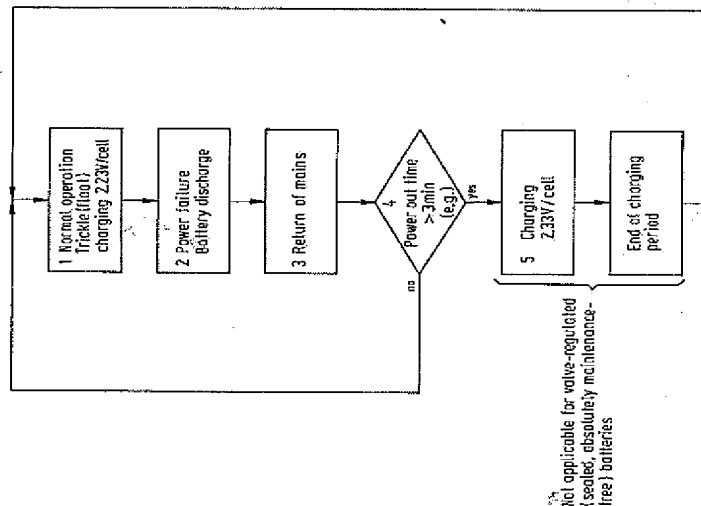 1 Normal operation
Trickle(float)
charging 2.23V/cell
2 Power failure
Battery discharge
3 Return of mains
4
Power out time
>3min
(e.g.)
no
yes
5 Charging
2.33V/cell
End of charging
period
Not applicable for valve-regulated
(sealed, absolutely maintenance-
free) batteries